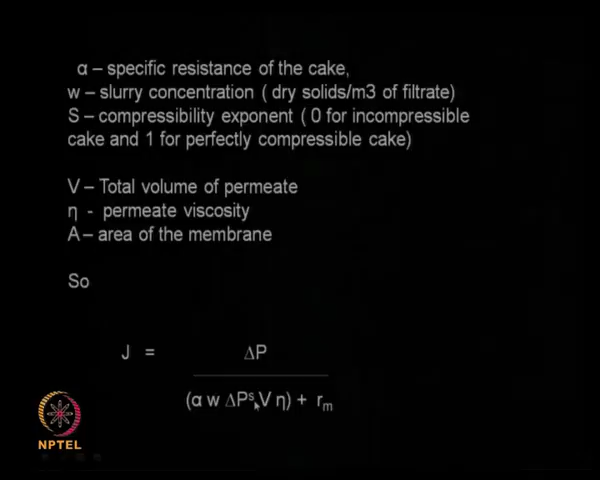 α – specific resistance of the cake,
w – slurry concentration ( dry solids/m3 of filtrate)
S – compressibility exponent ( 0 for incompressible
cake and 1 for perfectly compressible cake)
V – Total volume of permeate
η - permeate viscosity
A – area of the membrane
So
J = ΔP
(α w ΔPˢ V η) + rₘ
NPTEL